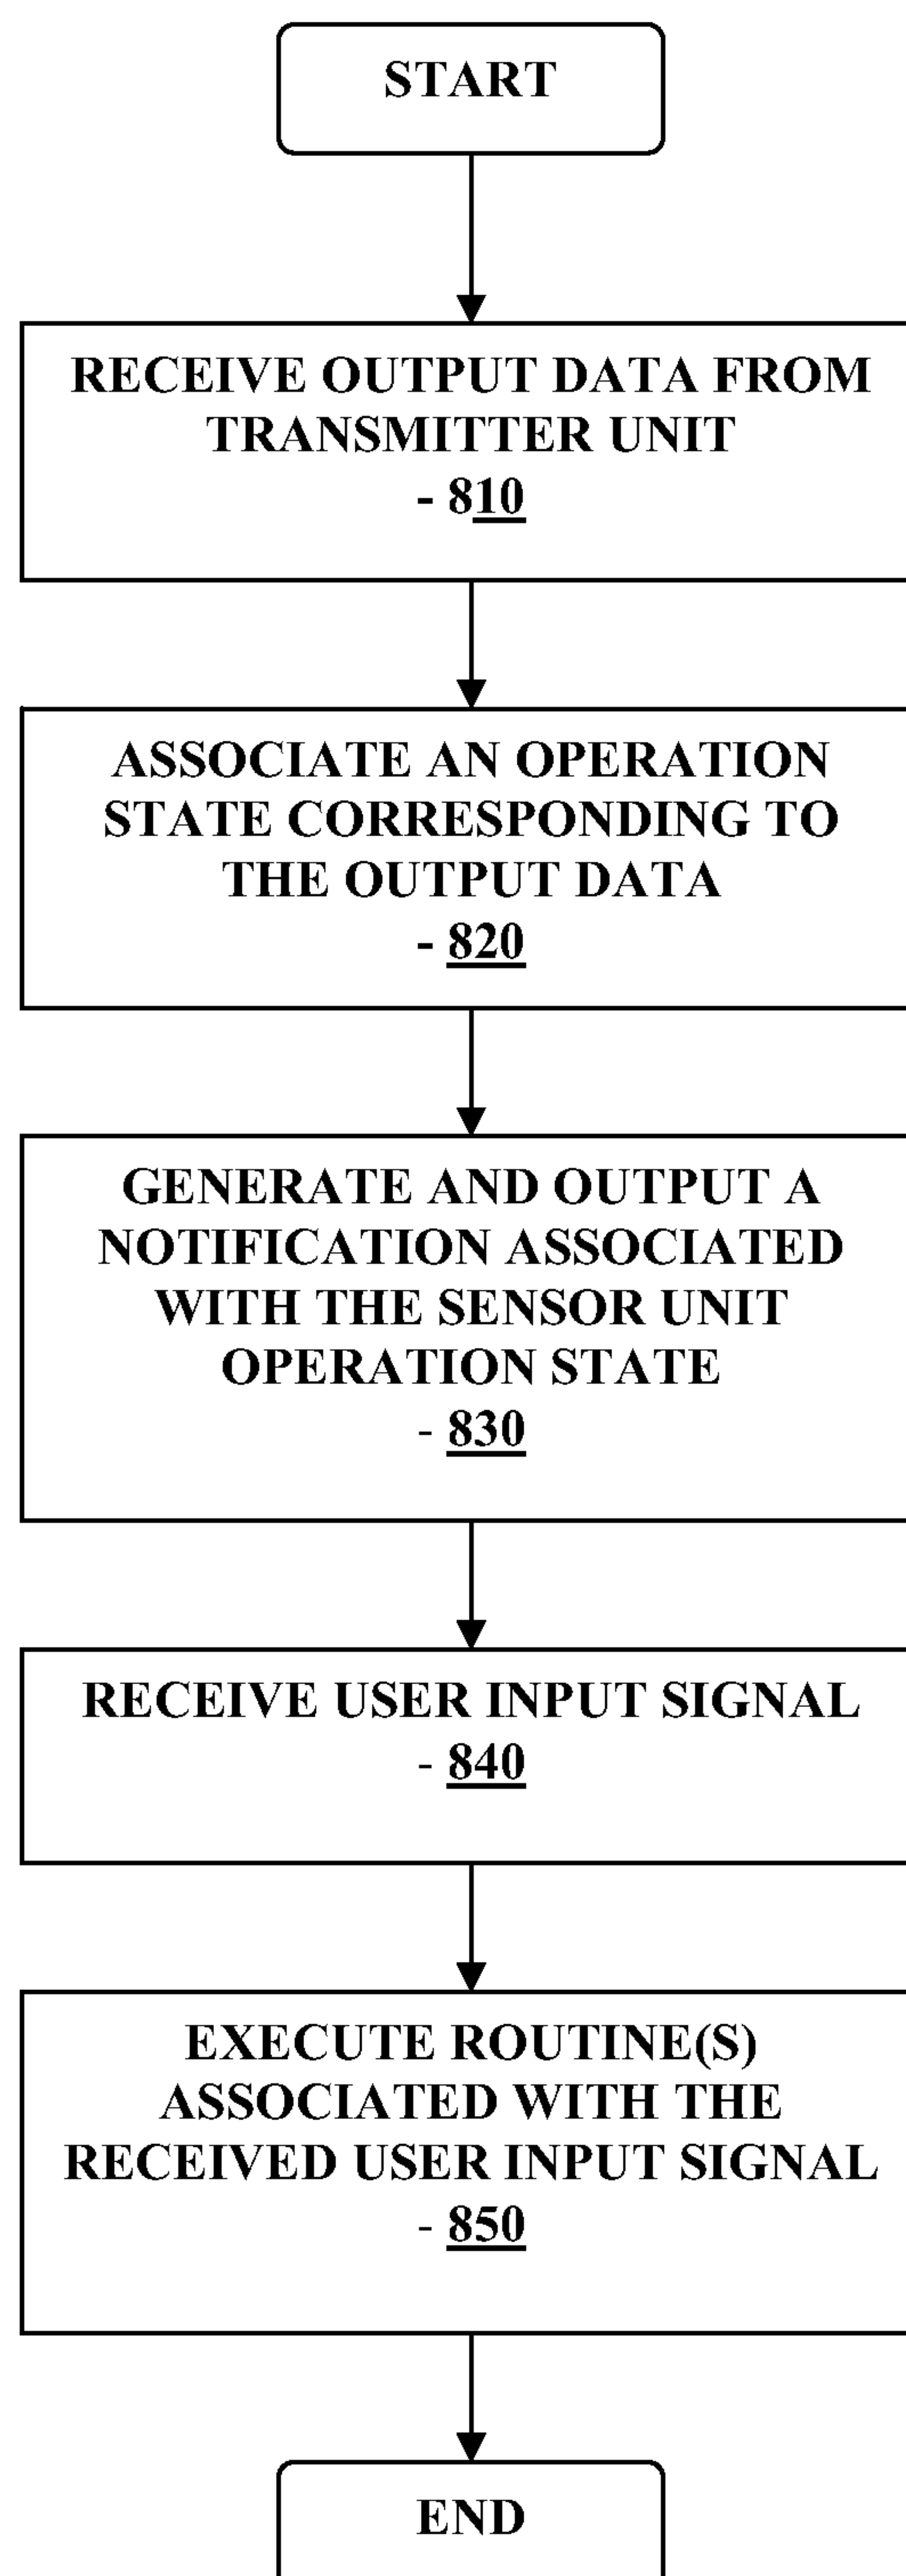 START
RECEIVE OUTPUT DATA FROM
TRANSMITTER UNIT
- 810
ASSOCIATE AN OPERATION
STATE CORRESPONDING TO
THE OUTPUT DATA
- 820
GENERATE AND OUTPUT A
NOTIFICATION ASSOCIATED
WITH THE SENSOR UNIT
OPERATION STATE
- 830
RECEIVE USER INPUT SIGNAL
- 840
EXECUTE ROUTINE(S)
ASSOCIATED WITH THE
RECEIVED USER INPUT SIGNAL
- 850
END